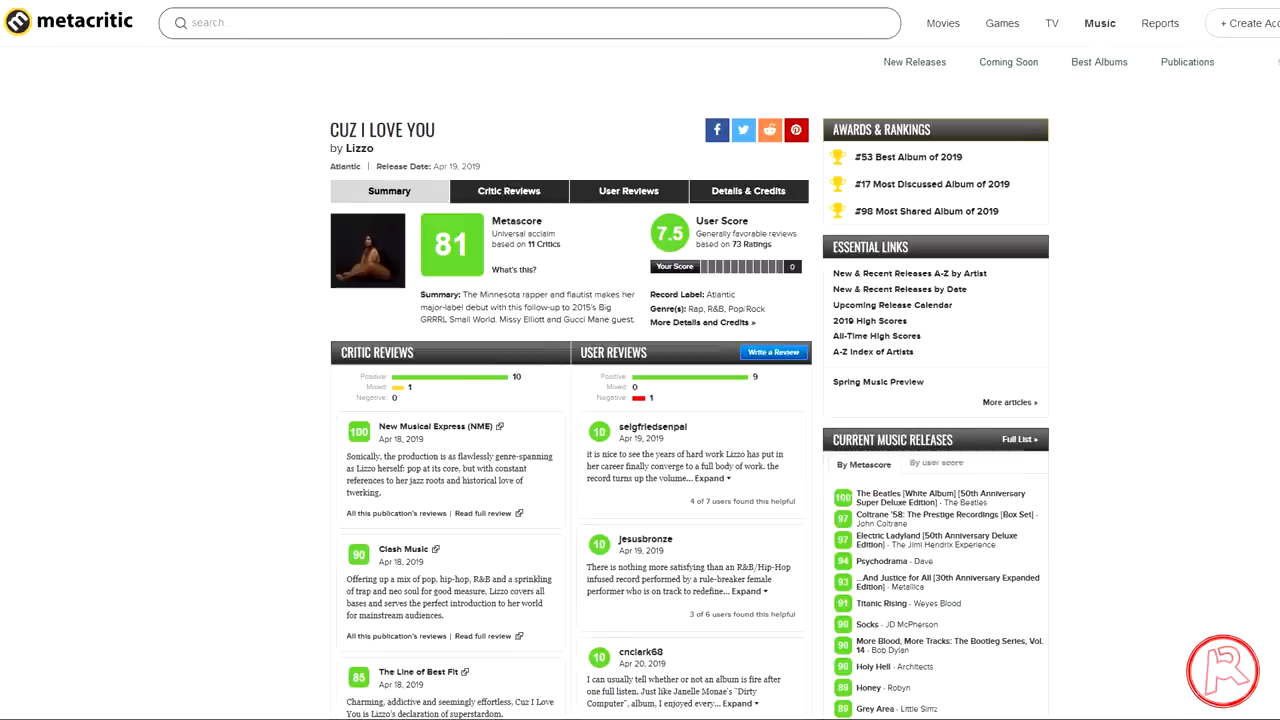 metacritic
search...
Movies Games TV Music Reports + Create Acc
New Releases Coming Soon Best Albums Publications
CUZ I LOVE YOU
by Lizzo
Atlantic | Release Date: Apr 19, 2019
Summary Critic Reviews User Reviews Details & Credits
81
Metascore
Universal acclaim
based on 11 Critics
What's this?
7.5
User Score
Generally favorable reviews
based on 73 Ratings
Your Score 0
Summary: The Minnesota rapper and flautist makes her
major-label debut with this follow-up to 2015's Big
GRRRL Small World. Missy Elliott and Gucci Mane guest.
Record Label: Atlantic
Genre(s): Rap, R&B, Pop/Rock
More Details and Credits »
CRITIC REVIEWS
Positive: 10
Mixed: 1
Negative: 0
100
New Musical Express (NME)
Apr 18, 2019
Sonically, the production is as flawlessly genre-spanning
as Lizzo herself: pop at its core, but with constant
references to her jazz roots and historical love of
twerking.
All this publication's reviews | Read full review
90
Clash Music
Apr 18, 2019
Offering up a mix of pop, hip-hop, R&B and a sprinkling
of trap and neo soul for good measure, Lizzo covers all
bases and serves the perfect introduction to her world
for mainstream audiences.
All this publication's reviews | Read full review
85
The Line of Best Fit
Apr 18, 2019
Charming, addictive and seemingly effortless, Cuz I Love
You is Lizzo's declaration of superstardom.
USER REVIEWS Write a Review
Positive: 9
Mixed: 0
Negative: 1
10
seigfriedsenpai
Apr 19, 2019
it is nice to see the years of hard work Lizzo has put in
her career finally converge to a full body of work. the
record turns up the volume... Expand
4 of 7 users found this helpful
10
jesusbronze
Apr 19, 2019
There is nothing more satisfying than an R&B/Hip-Hop
infused record performed by a rule-breaker female
performer who is on track to redefine... Expand
3 of 6 users found this helpful
10
cnclark68
Apr 20, 2019
I can usually tell whether or not an album is fire after
one full listen. Just like Janelle Monae's "Dirty
Computer", album, I enjoyed every... Expand
AWARDS & RANKINGS
#53 Best Album of 2019
#17 Most Discussed Album of 2019
#98 Most Shared Album of 2019
ESSENTIAL LINKS
New & Recent Releases A-Z by Artist
New & Recent Releases by Date
Upcoming Release Calendar
2019 High Scores
All-Time High Scores
A-Z Index of Artists
Spring Music Preview
More articles »
CURRENT MUSIC RELEASES Full List »
By Metascore By user score
100 The Beatles [White Album] [50th Anniversary
Super Deluxe Edition] - The Beatles
97 Coltrane '58: The Prestige Recordings [Box Set] -
John Coltrane
97 Electric Ladyland [50th Anniversary Deluxe
Edition] - The Jimi Hendrix Experience
94 Psychodrama - Dave
93 ...And Justice for All [30th Anniversary Expanded
Edition] - Metallica
91 Titanic Rising - Weyes Blood
90 Socks - JD McPherson
90 More Blood, More Tracks: The Bootleg Series, Vol.
14 - Bob Dylan
90 Holy Hell - Architects
89 Honey - Robyn
89 Grey Area - Little Simz